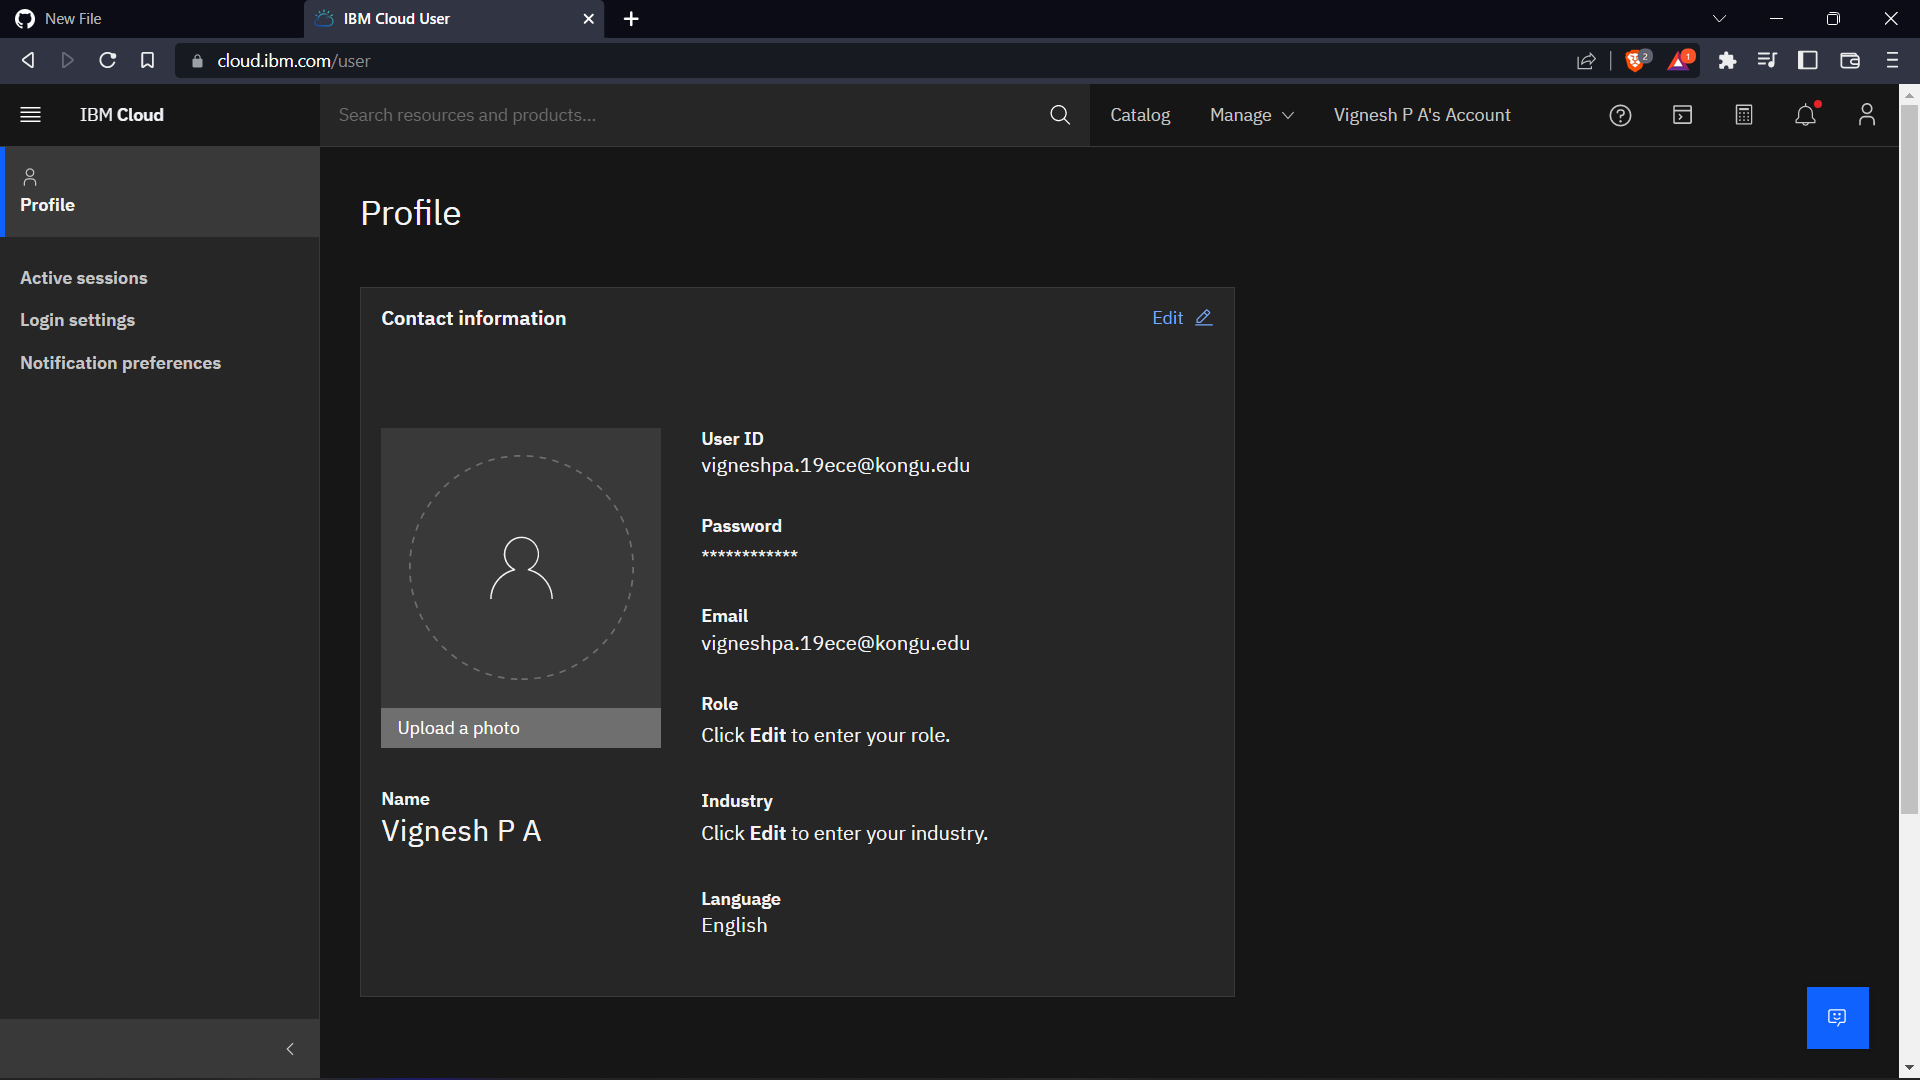 New File
IBM Cloud User
cloud.ibm.com/user
2
1
IBM Cloud
Search resources and products...
Catalog
Manage
Vignesh P A's Account
Profile
Active sessions
Login settings
Notification preferences
Profile
Contact information
Edit
Upload a photo
Name
Vignesh P A
User ID
vigneshpa.19ece@kongu.edu
Password
************
Email
vigneshpa.19ece@kongu.edu
Role
Click Edit to enter your role.
Industry
Click Edit to enter your industry.
Language
English